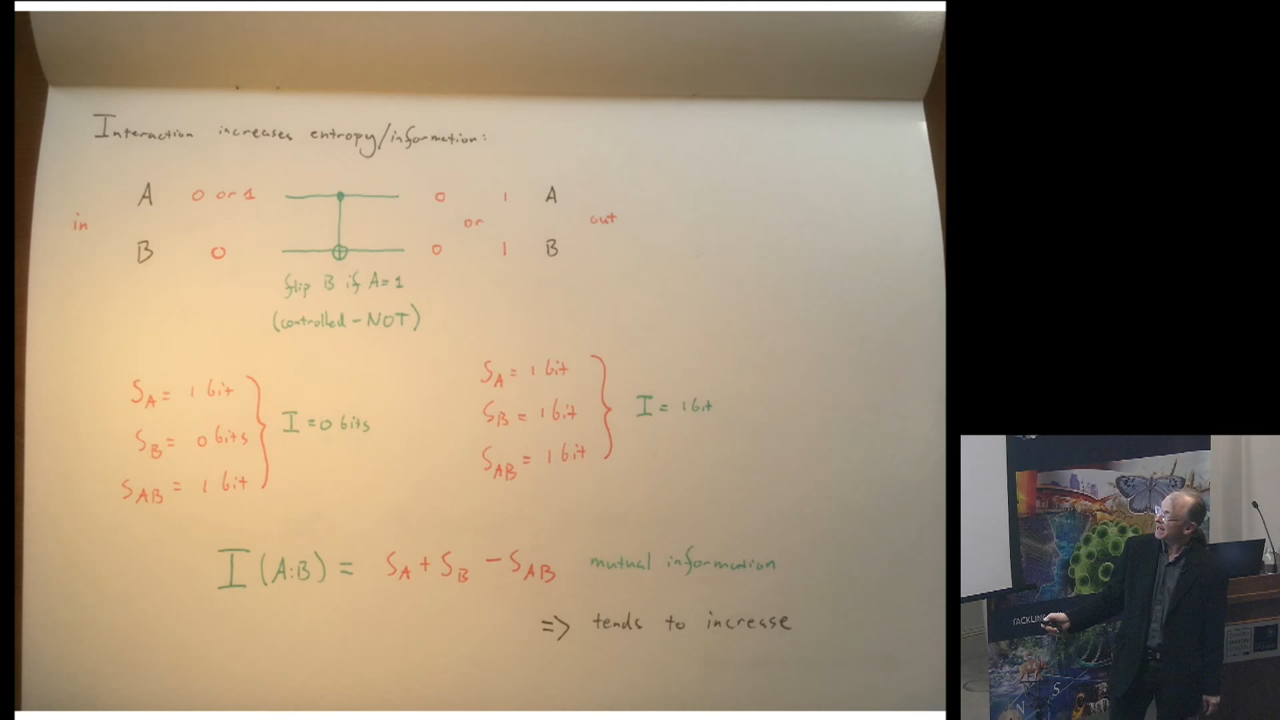 Interaction increases entropy/information:
A 0 or 1 0 1 A
in or out
B 0 0 1 B
flip B if A=1
(controlled-NOT)
S_A = 1 bit
S_B = 0 bits
S_AB = 1 bit
I = 0 bits
S_A = 1 bit
S_B = 1 bit
S_AB = 1 bit
I = 1 bit
I (A:B) = S_A + S_B - S_AB mutual information
=> tends to increase
TACKLIN
N S